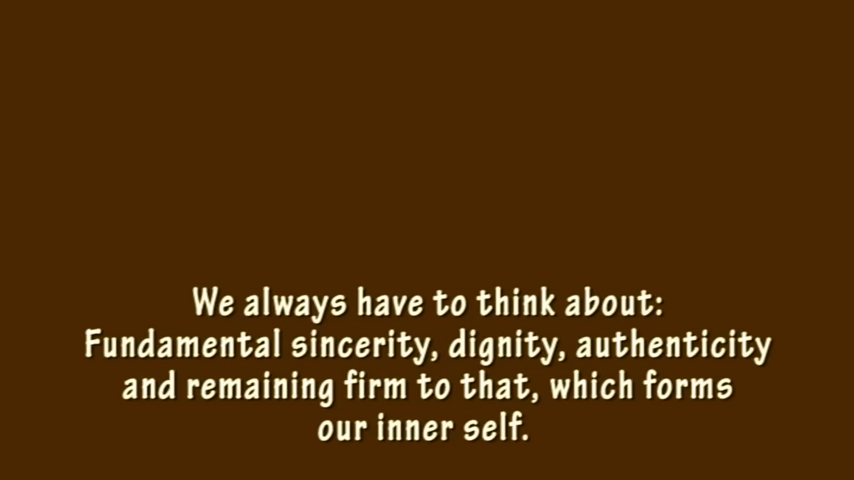 We always have to think about:
Fundamental sincerity, dignity, authenticity
and remaining firm to that, which forms
our inner self.